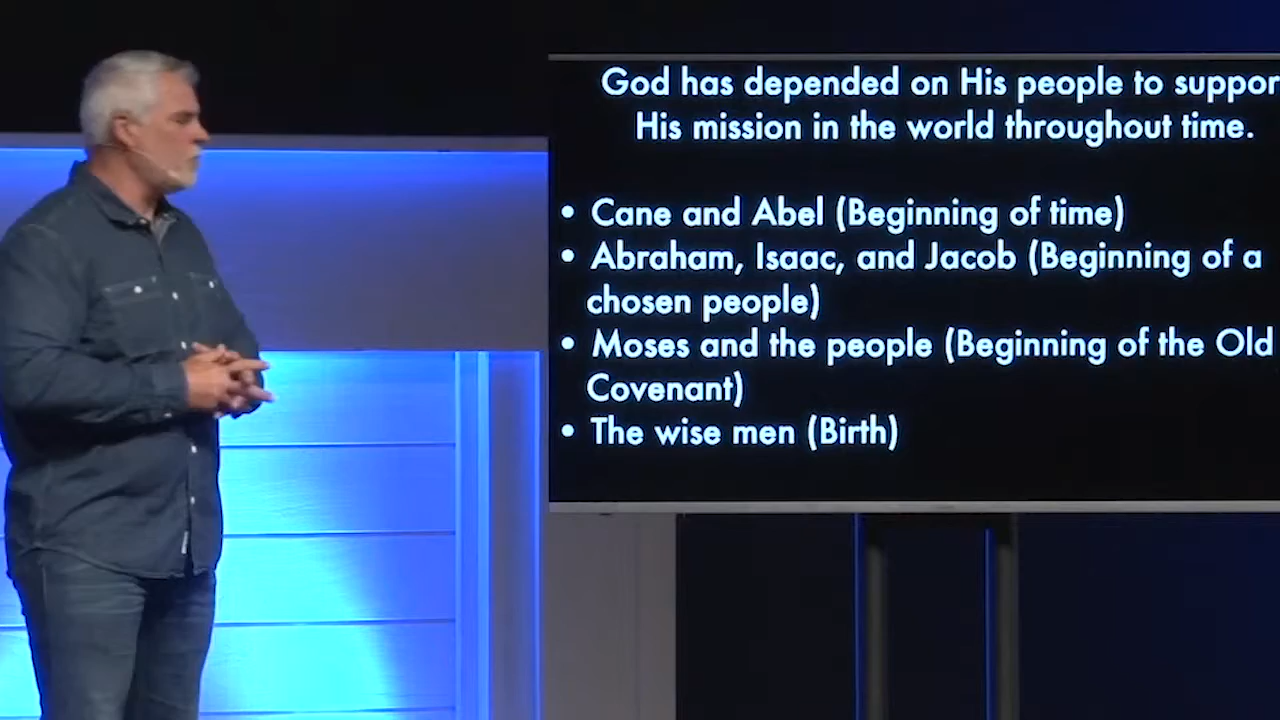 God has depended on His people to suppor
His mission in the world throughout time.
• Cane and Abel (Beginning of time)
• Abraham, Isaac, and Jacob (Beginning of a
chosen people)
• Moses and the people (Beginning of the Old
Covenant)
• The wise men (Birth)